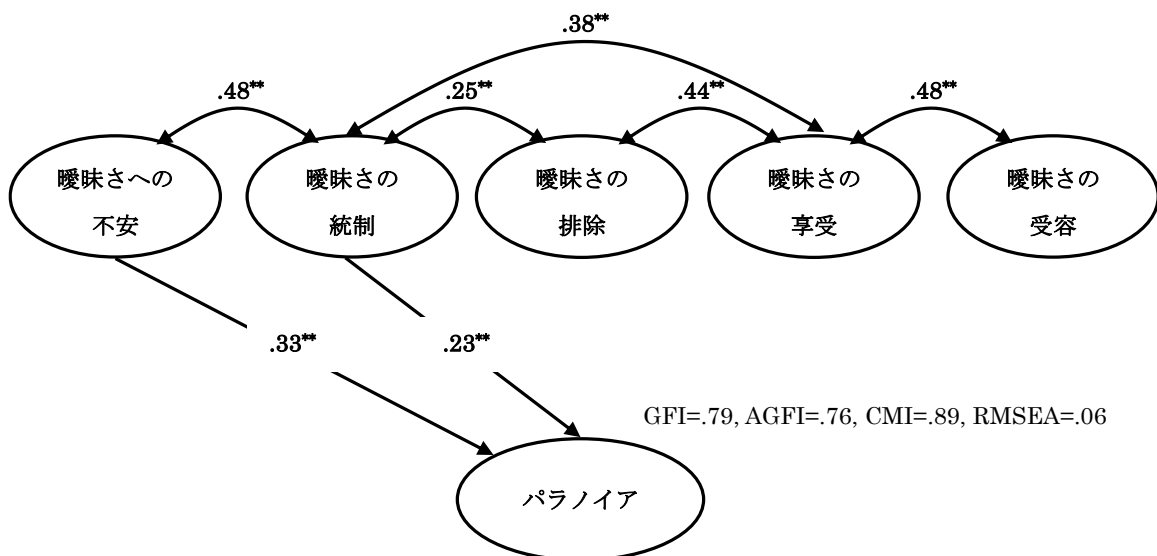 .38**
.48**
.25**
.44**
.48**
曖昧さへの
不安
曖昧さの
統制
曖昧さの
排除
曖昧さの
享受
曖昧さの
受容
.33**
.23**
GFI=.79, AGFI=.76, CMI=.89, RMSEA=.06
パラノイア